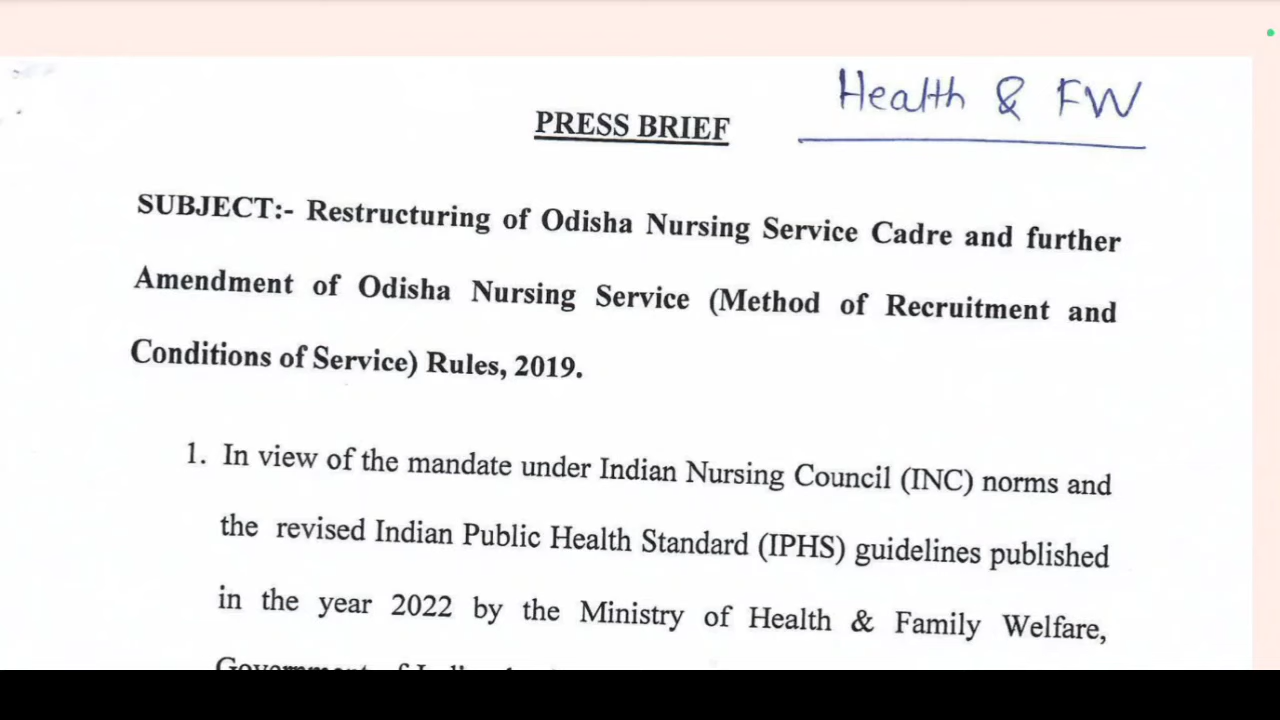 Health & FW
PRESS BRIEF
SUBJECT:- Restructuring of Odisha Nursing Service Cadre and further
Amendment of Odisha Nursing Service (Method of Recruitment and
Conditions of Service) Rules, 2019.
1. In view of the mandate under Indian Nursing Council (INC) norms and
the revised Indian Public Health Standard (IPHS) guidelines published
in the year 2022 by the Ministry of Health & Family Welfare,